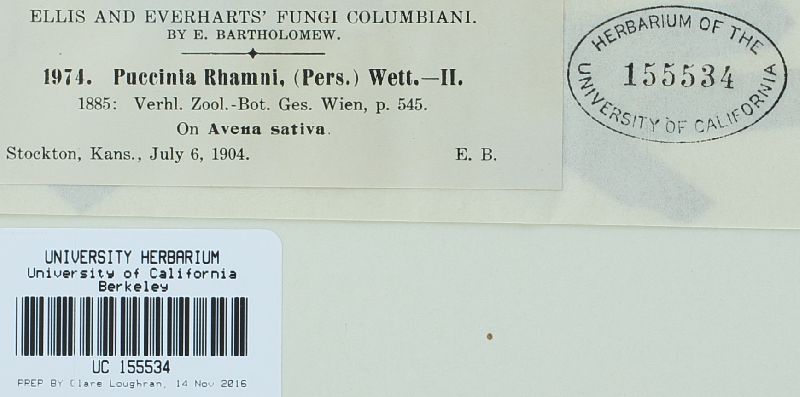 ELLIS AND EVERHARTS' FUNGI COLUMBIANI.
BY E. BARTHOLOMEW.
1974. Puccinia Rhamni, (Pers.) Wett.—II.
1885: Verhl. Zool.-Bot. Ges. Wien, p. 545.
On Avena sativa.
Stockton, Kans., July 6, 1904. E. B.
HERBARIUM OF THE
155534
UNIVERSITY OF CALIFORNIA
UNIVERSITY HERBARIUM
University of California
Berkeley
UC 155534
PREP BY Clare Loughran, 14 Nov 2016